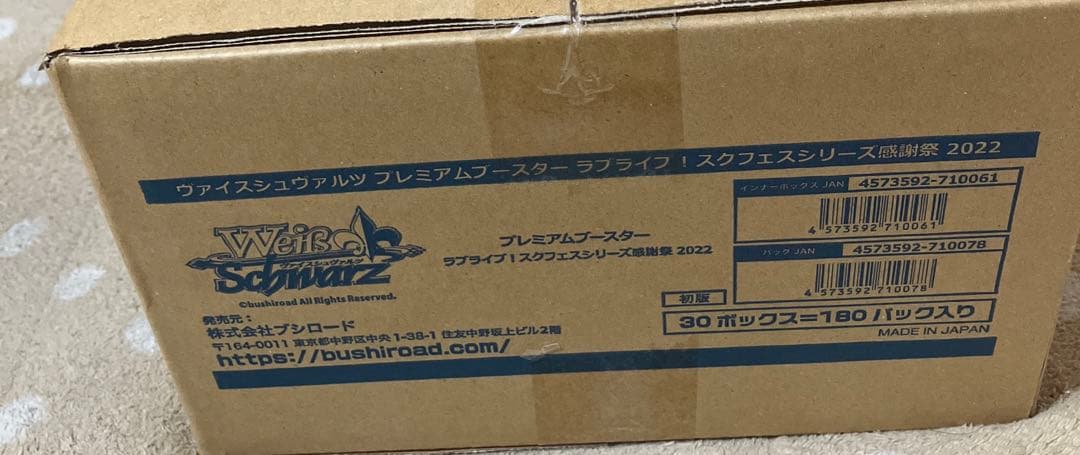 ヴァイスシュヴァルツ プレミアムブースター ラブライブ！スクフェスシリーズ感謝祭 2022
Weiß Schwarz
ヴァイスシュヴァルツ
©bushiroad All Rights Reserved.
プレミアムブースター
ラブライブ！スクフェスシリーズ感謝祭 2022
インナーボックス JAN 4573592-710061
4 573592 710061
パック JAN 4573592-710078
4 573592 710078
初版
30 ボックス=180 パック入り
MADE IN JAPAN
発売元：
株式会社ブシロード
〒164-0011 東京都中野区中央 1-38-1 住友中野坂上ビル2階
https://bushiroad.com/